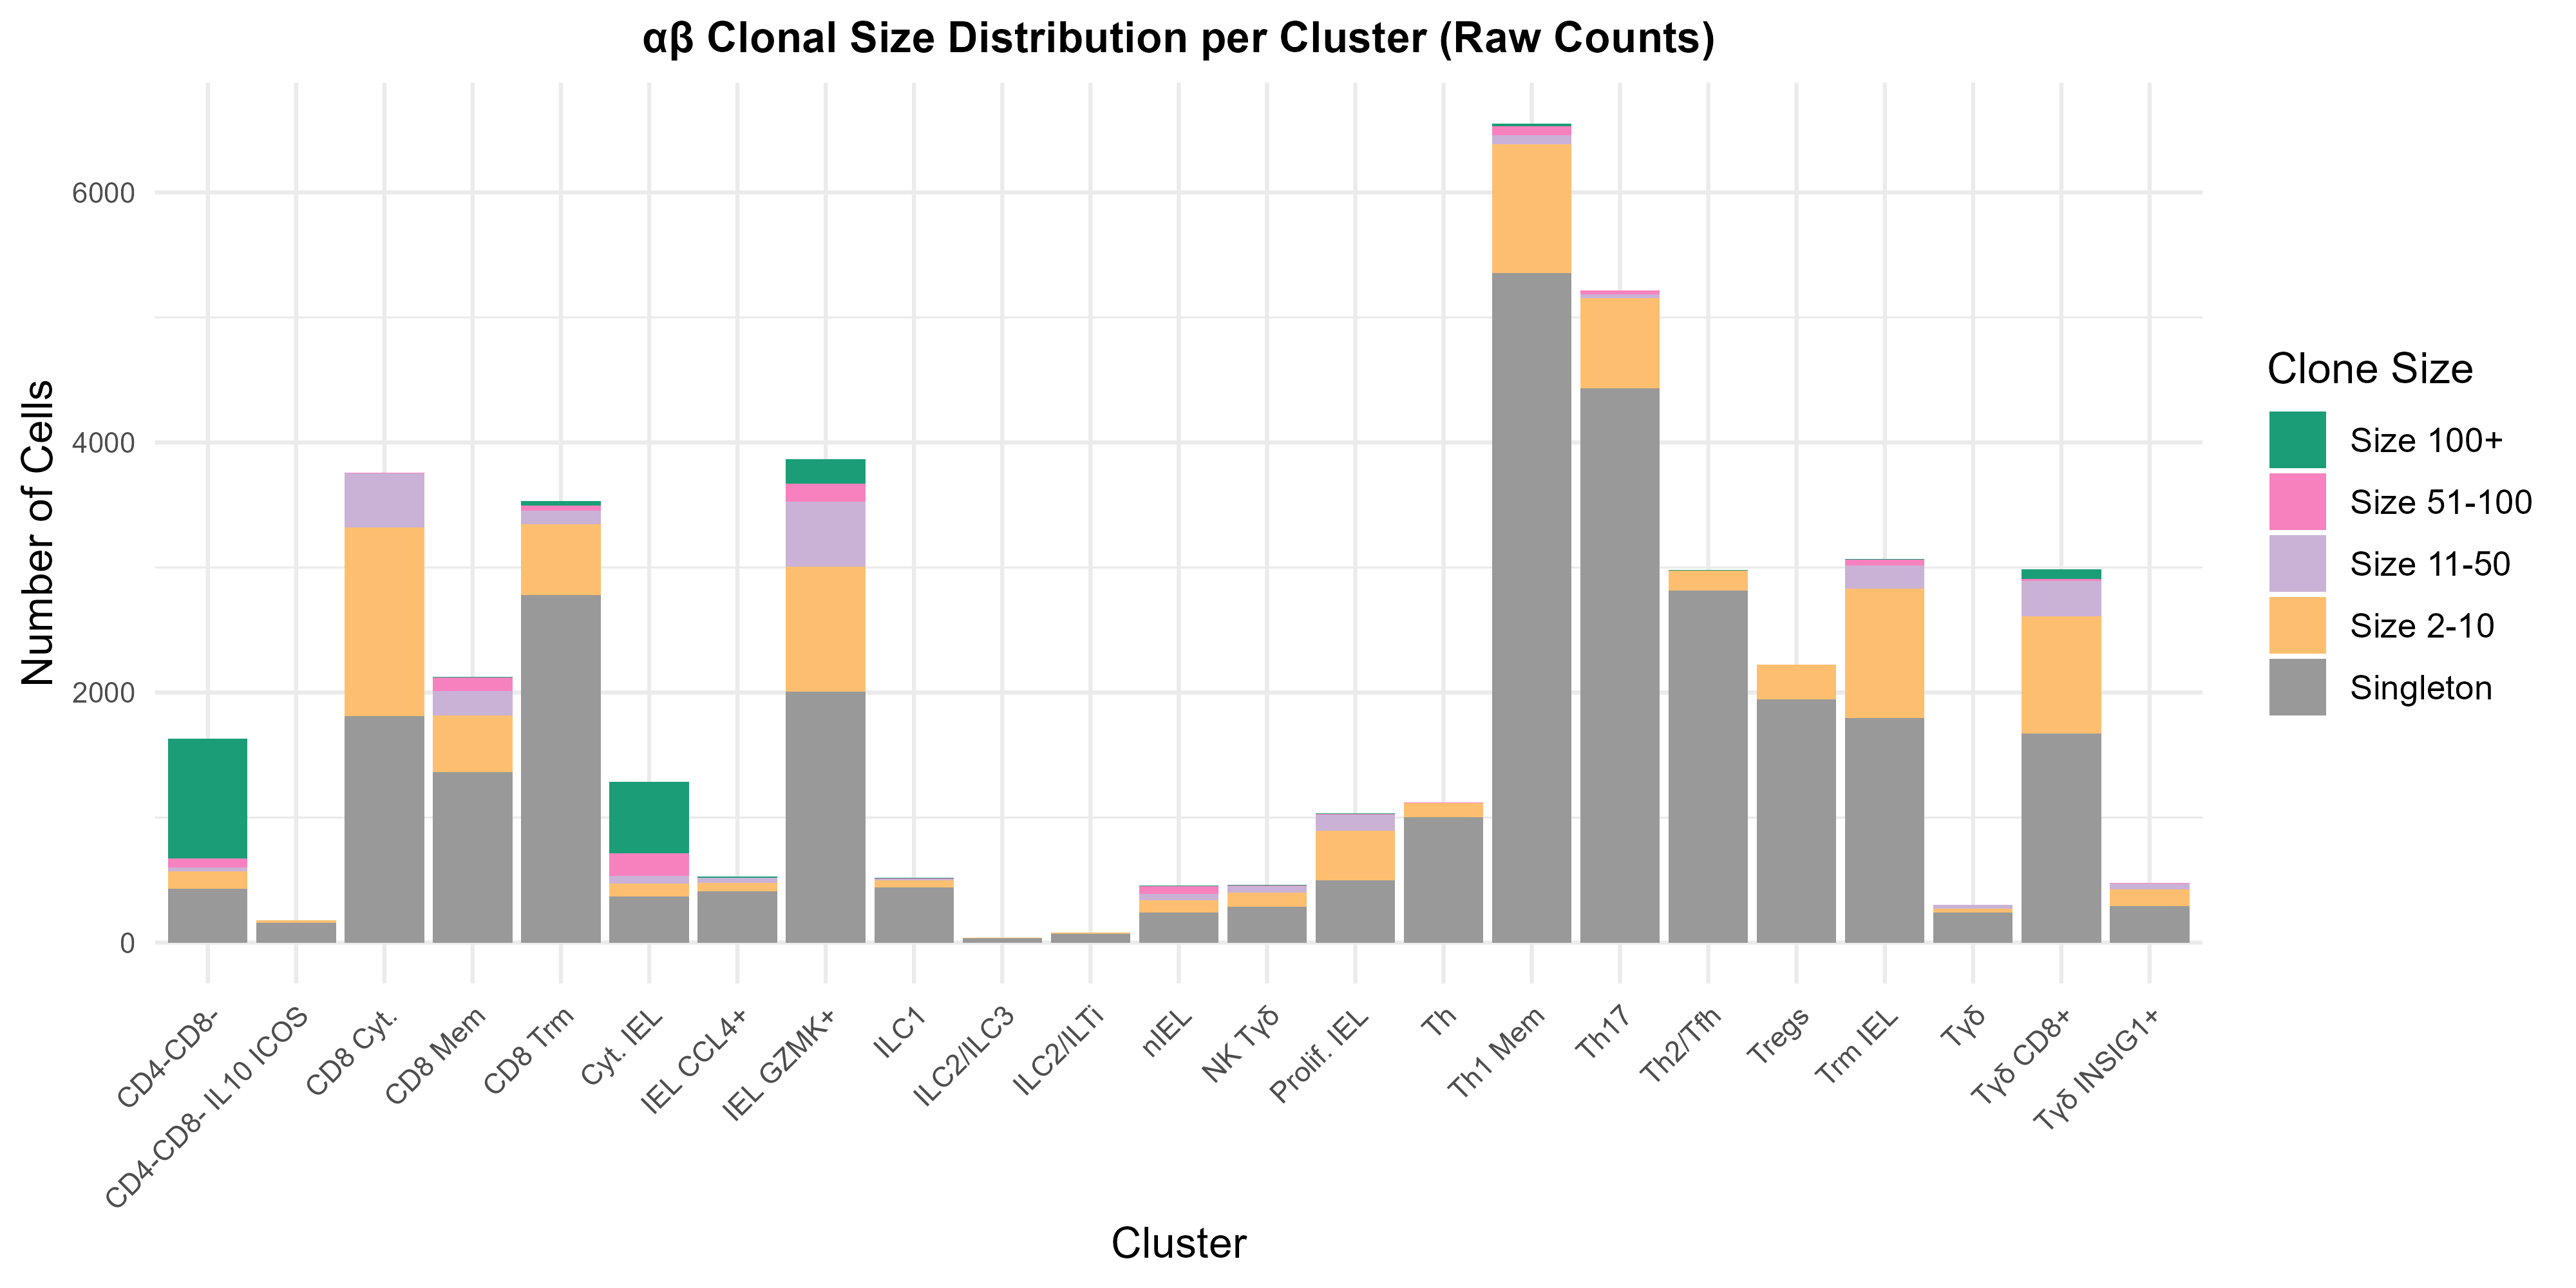 αβ Clonal Size Distribution per Cluster (Raw Counts)
Number of Cells
6000
4000
2000
0
CD4-CD8-
CD4-CD8- IL10 ICOS
CD8 Cyt.
CD8 Mem
CD8 Trm
Cyt. IEL
IEL CCL4+
IEL GZMK+
ILC1
ILC2/ILC3
ILC2/ILTi
nIEL
NK Tγδ
Prolif. IEL
Th
Th1 Mem
Th17
Th2/Tfh
Tregs
Trm IEL
Tγδ
Tγδ CD8+
Tγδ INSIG1+
Cluster
Clone Size
Size 100+
Size 51-100
Size 11-50
Size 2-10
Singleton